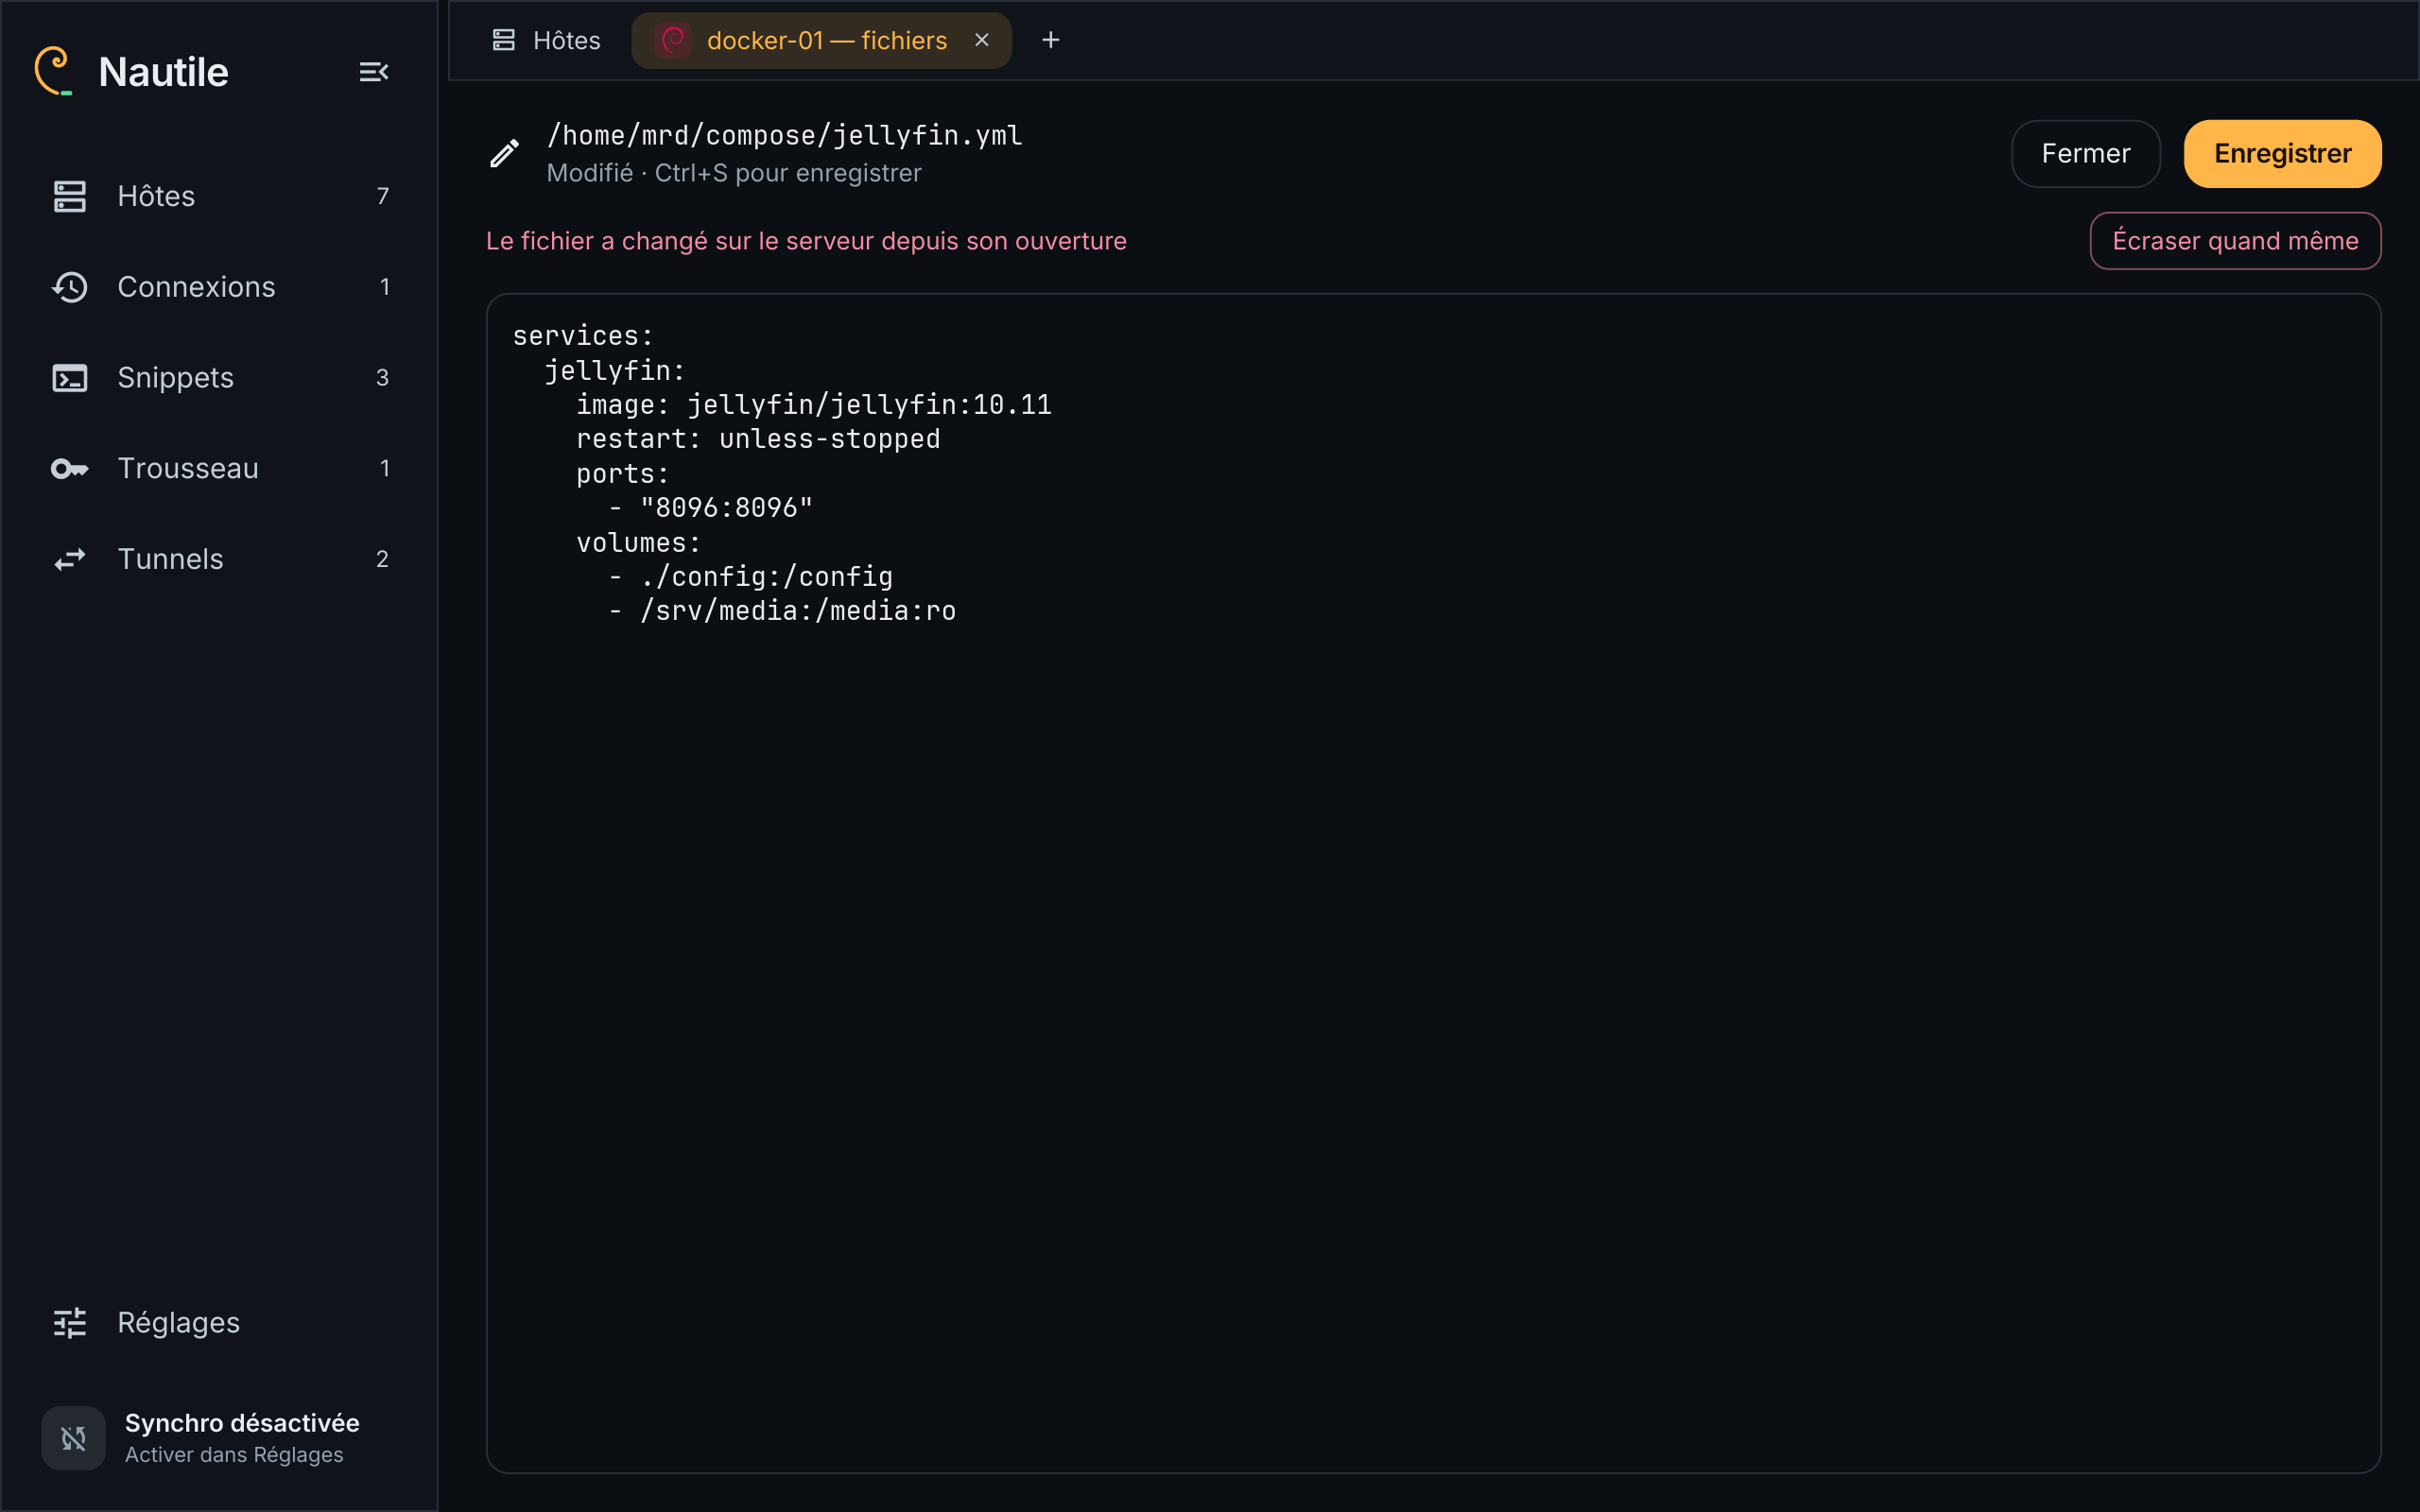 Nautile
Hôtes 7
Connexions 1
Snippets 3
Trousseau 1
Tunnels 2
Réglages
Synchro désactivée
Activer dans Réglages
Hôtes
docker-01 — fichiers × +
/home/mrd/compose/jellyfin.yml
Modifié · Ctrl+S pour enregistrer
Fermer
Enregistrer
Le fichier a changé sur le serveur depuis son ouverture
Écraser quand même
services:
  jellyfin:
    image: jellyfin/jellyfin:10.11
    restart: unless-stopped
    ports:
      - "8096:8096"
    volumes:
      - ./config:/config
      - /srv/media:/media:ro